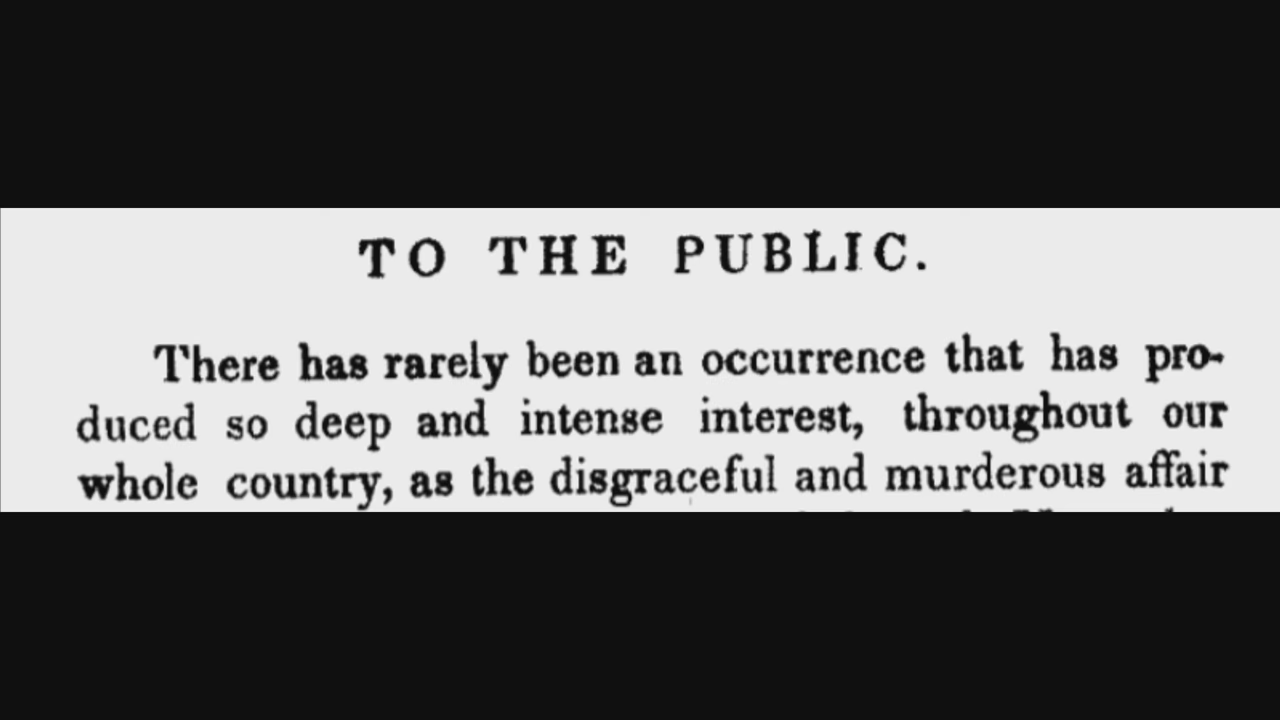 TO THE PUBLIC.
There has rarely been an occurrence that has pro-
duced so deep and intense interest, throughout our
whole country, as the disgraceful and murderous affair